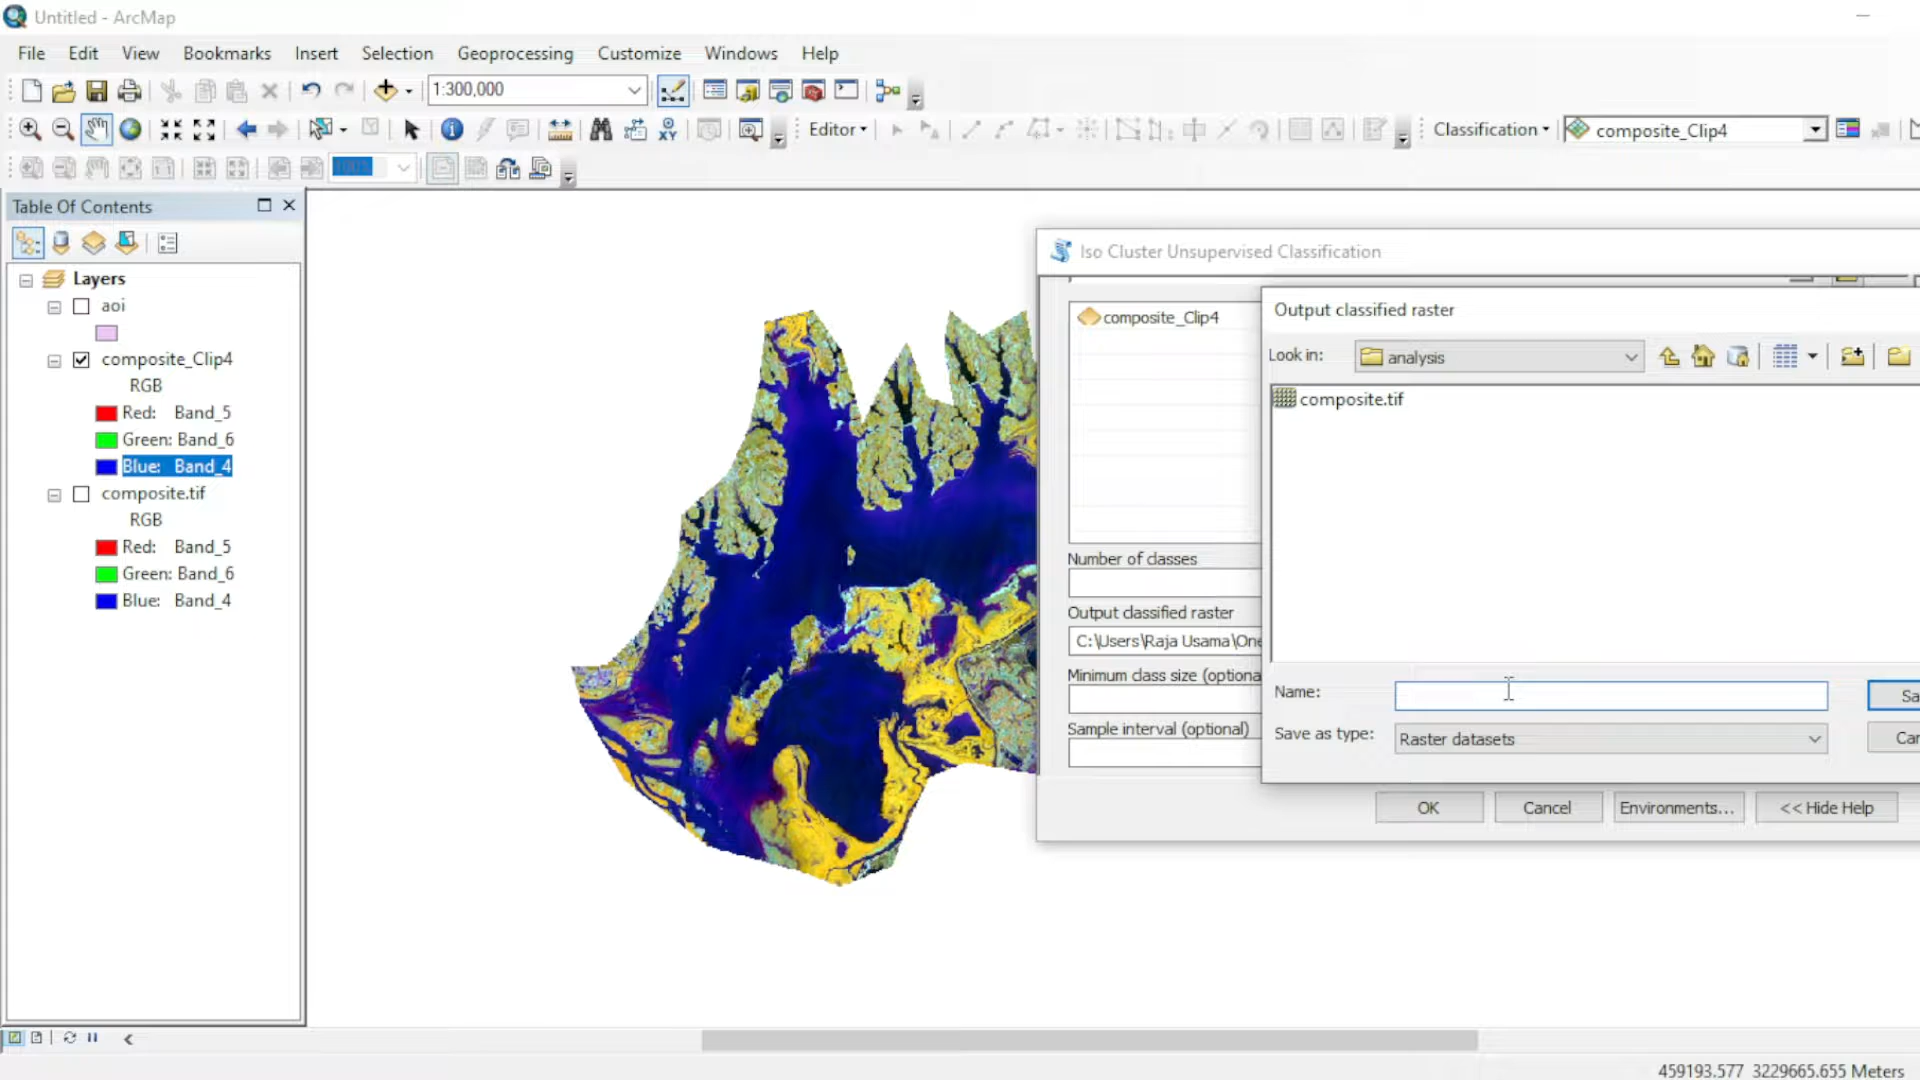 Untitled - ArcMap
File Edit View Bookmarks Insert Selection Geoprocessing Customize Windows Help
1:300,000
Editor
Classification
composite_Clip4
100%
Table Of Contents
Layers
aoi
composite_Clip4
RGB
Red: Band_5
Green: Band_6
Blue: Band_4
composite.tif
RGB
Red: Band_5
Green: Band_6
Blue: Band_4
Iso Cluster Unsupervised Classification
composite_Clip4
Number of classes
Output classified raster
C:\Users\Raja Usama\One
Minimum class size (optiona
Sample interval (optional)
OK Cancel Environments... << Hide Help
Output classified raster
Look in: analysis
composite.tif
Name: Sa
Save as type: Raster datasets Can
459193.577 3229665.655 Meters